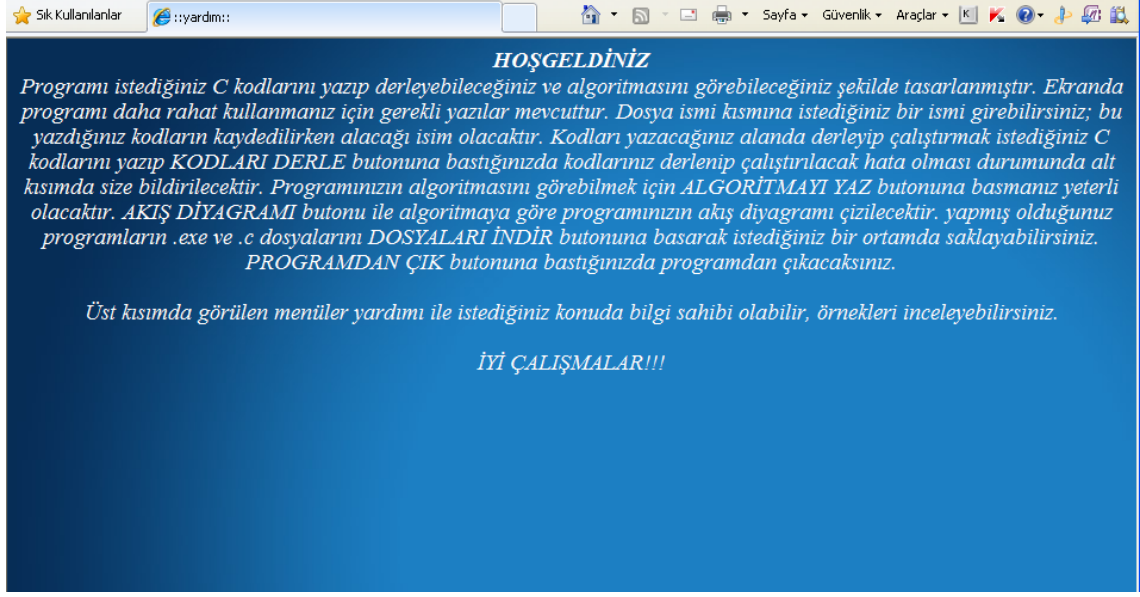 Sık Kullanılanlar
::yardım::
Sayfa Güvenlik Araçlar
HOŞGELDİNİZ
Programı istediğiniz C kodlarını yazıp derleyebileceğiniz ve algoritmasını görebileceğiniz şekilde tasarlanmıştır. Ekranda
programı daha rahat kullanmanız için gerekli yazılar mevcuttur. Dosya ismi kısmına istediğiniz bir ismi girebilirsiniz; bu
yazdığınız kodların kaydedilirken alacağı isim olacaktır. Kodları yazacağınız alanda derleyip çalıştırmak istediğiniz C
kodlarını yazıp KODLARI DERLE butonuna bastığınızda kodlarınız derlenip çalıştırılacak hata olması durumunda alt
kısımda size bildirilecektir. Programınızın algoritmasını görebilmek için ALGORİTMAYI YAZ butonuna basmanız yeterli
olacaktır. AKIŞ DİYAGRAMI butonu ile algoritmaya göre programınızın akış diyagramı çizilecektir. yapmış olduğunuz
programların .exe ve .c dosyalarını DOSYALARI İNDİR butonuna basarak istediğiniz bir ortamda saklayabilirsiniz.
PROGRAMDAN ÇIK butonuna bastığınızda programdan çıkacaksınız.
Üst kısımda görülen menüler yardımı ile istediğiniz konuda bilgi sahibi olabilir, örnekleri inceleyebilirsiniz.
İYİ ÇALIŞMALAR!!!